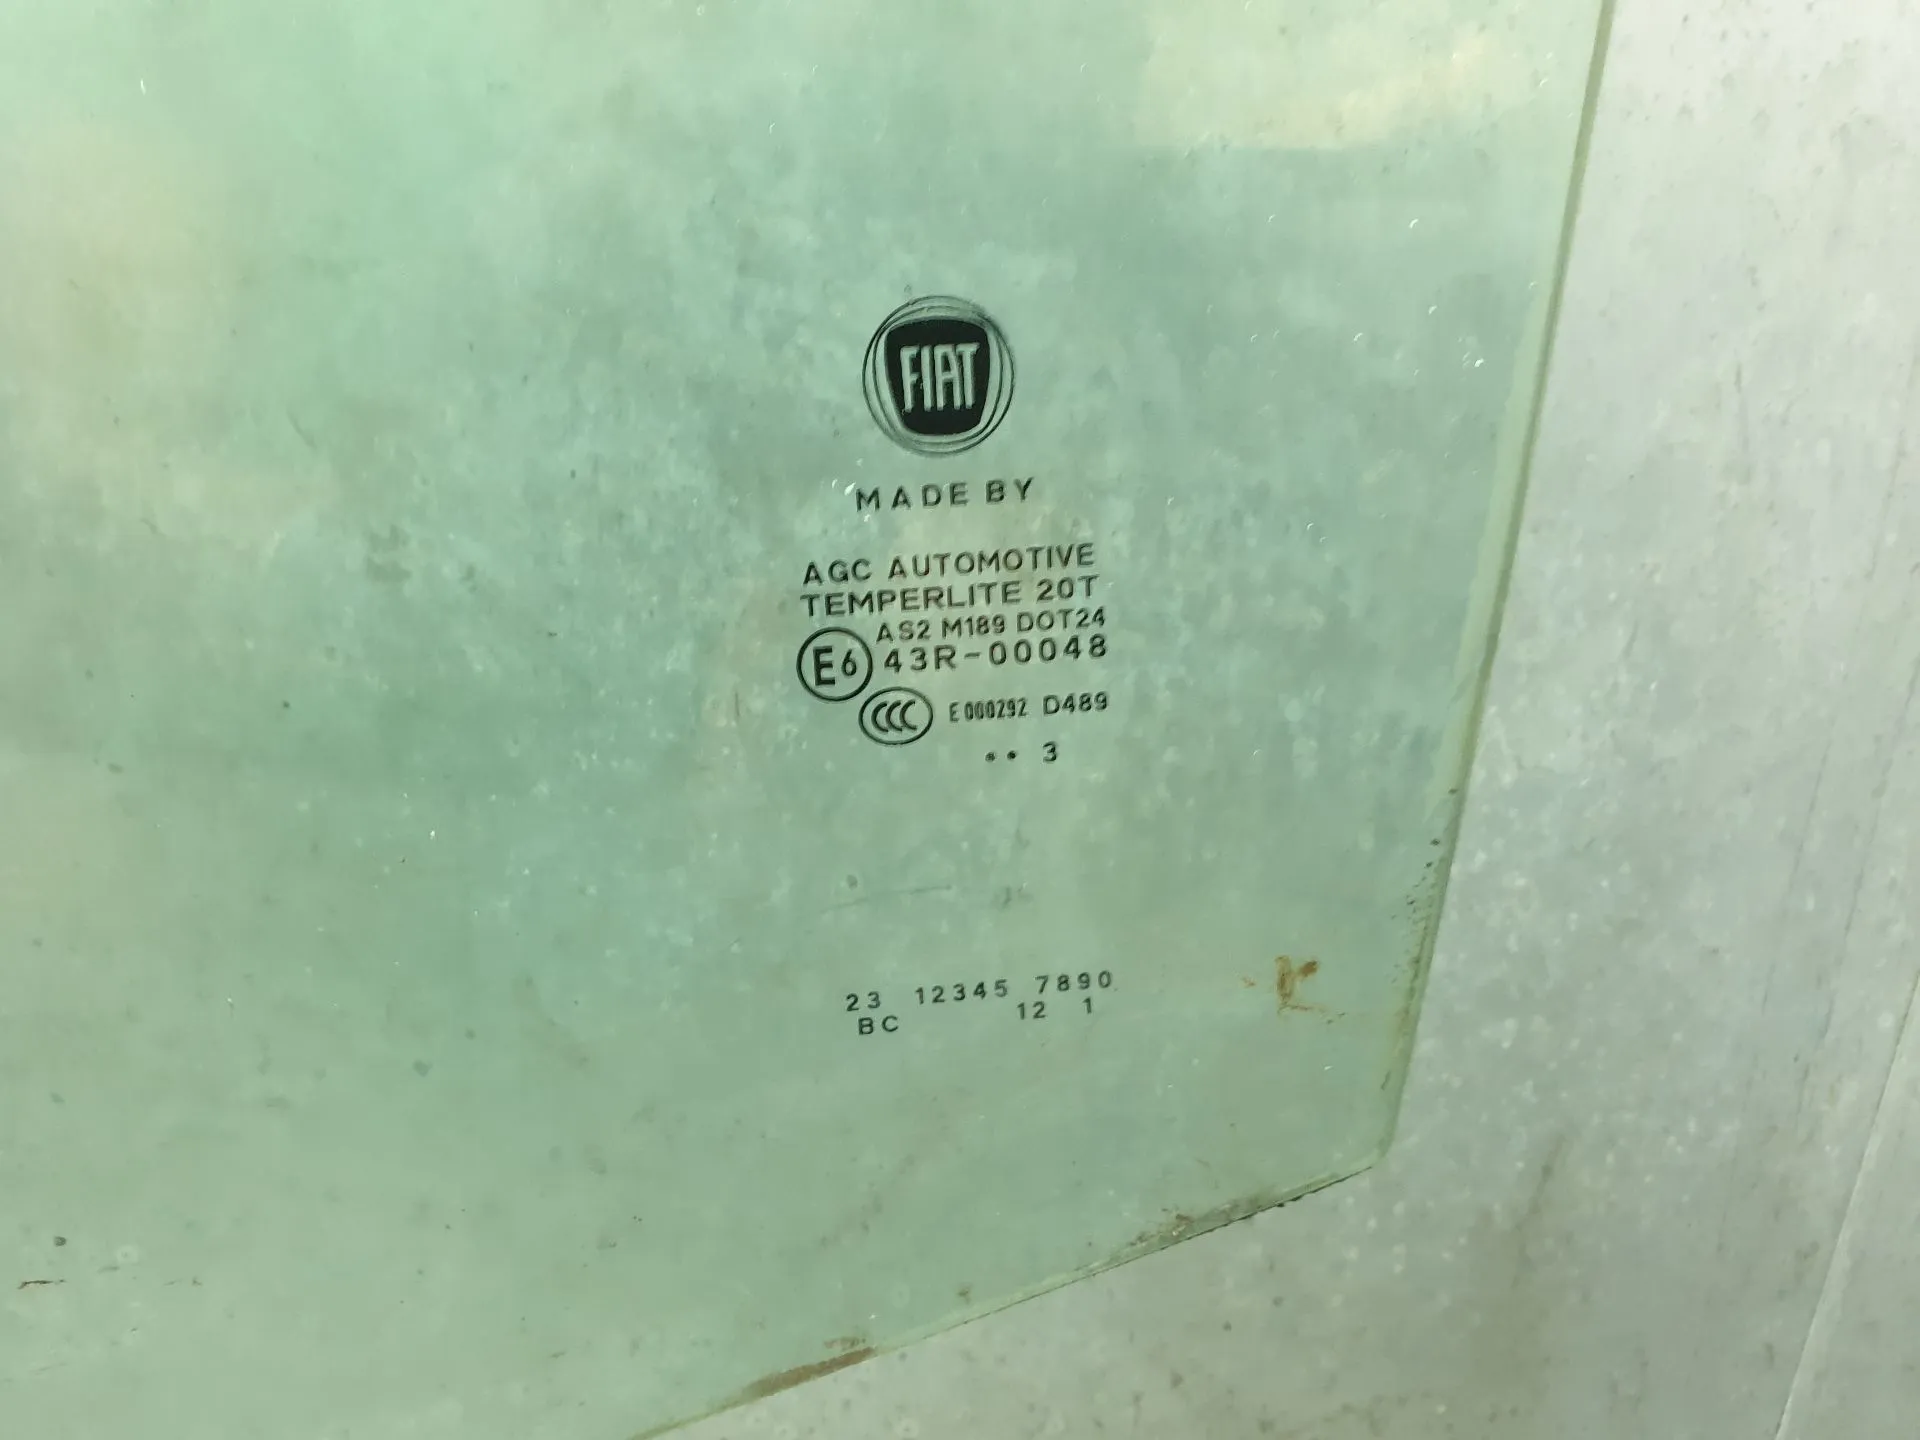 FIAT
MADE BY
AGC AUTOMOTIVE
TEMPERLITE 20T
AS2 M189 DOT24
E6 43R-00048
CCC E000292 D489
•• 3
23 12345 7890
BC 12 1